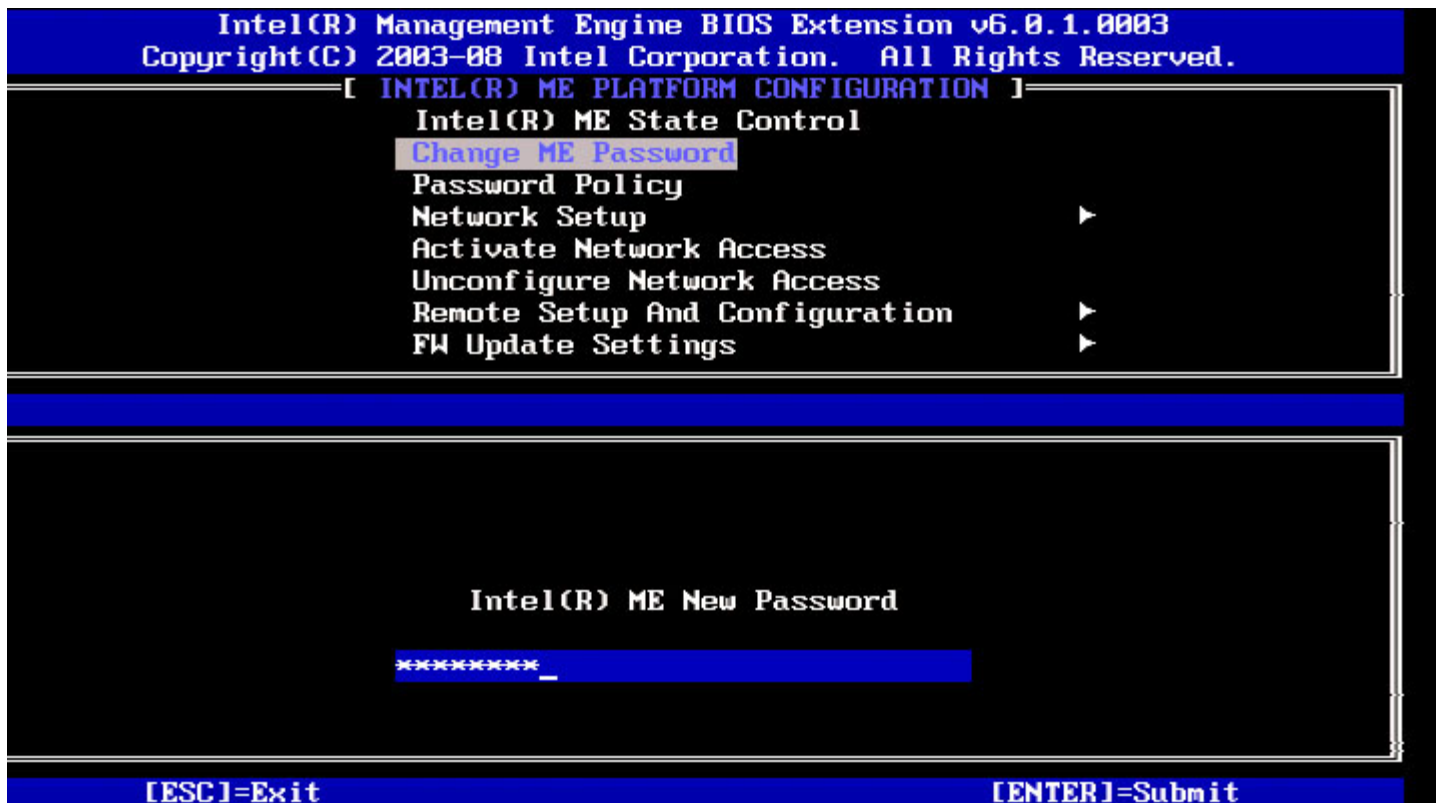 Intel(R) Management Engine BIOS Extension v6.0.1.0003
Copyright(C) 2003-08 Intel Corporation.  All Rights Reserved.
[ INTEL(R) ME PLATFORM CONFIGURATION ]
Intel(R) ME State Control
Change ME Password
Password Policy
Network Setup
Activate Network Access
Unconfigure Network Access
Remote Setup And Configuration
FW Update Settings
Intel(R) ME New Password
********_
[ESC]=Exit [ENTER]=Submit